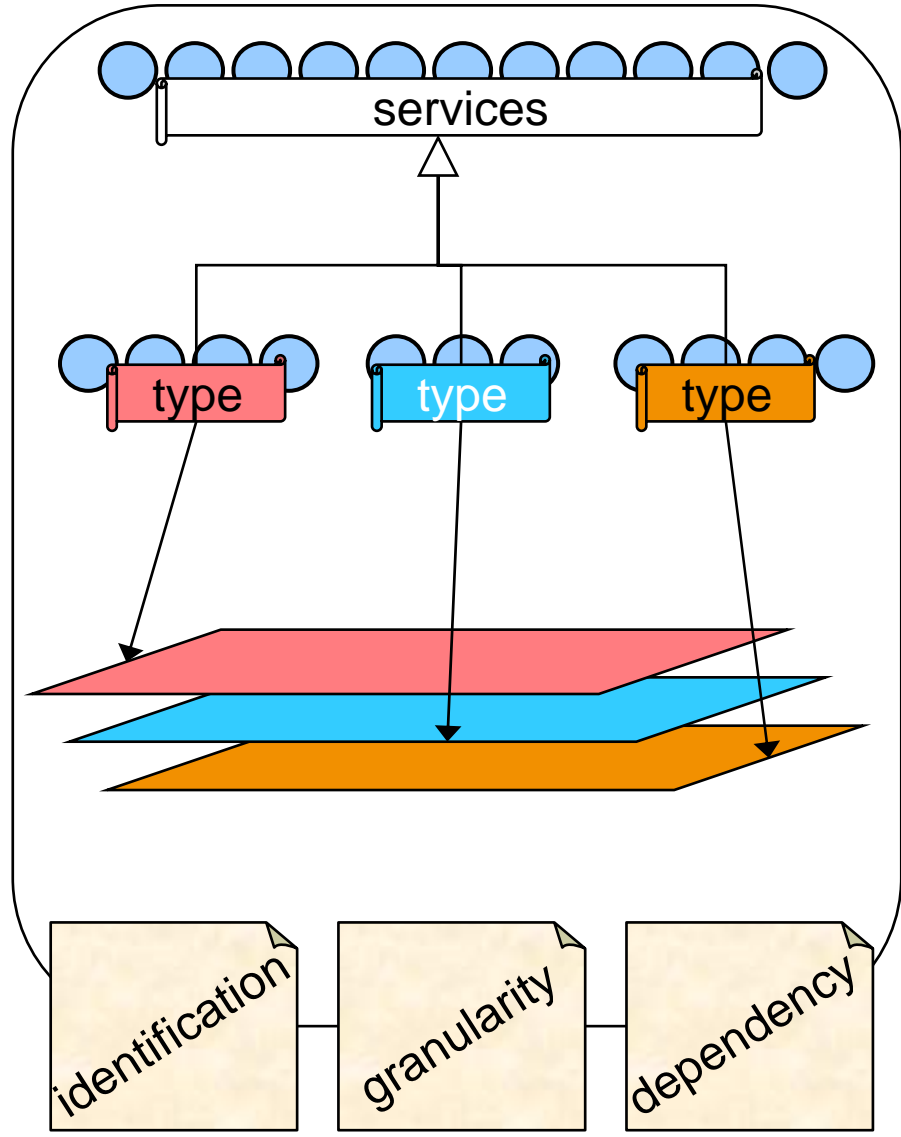 services
type
type
type
identification
granularity
dependency